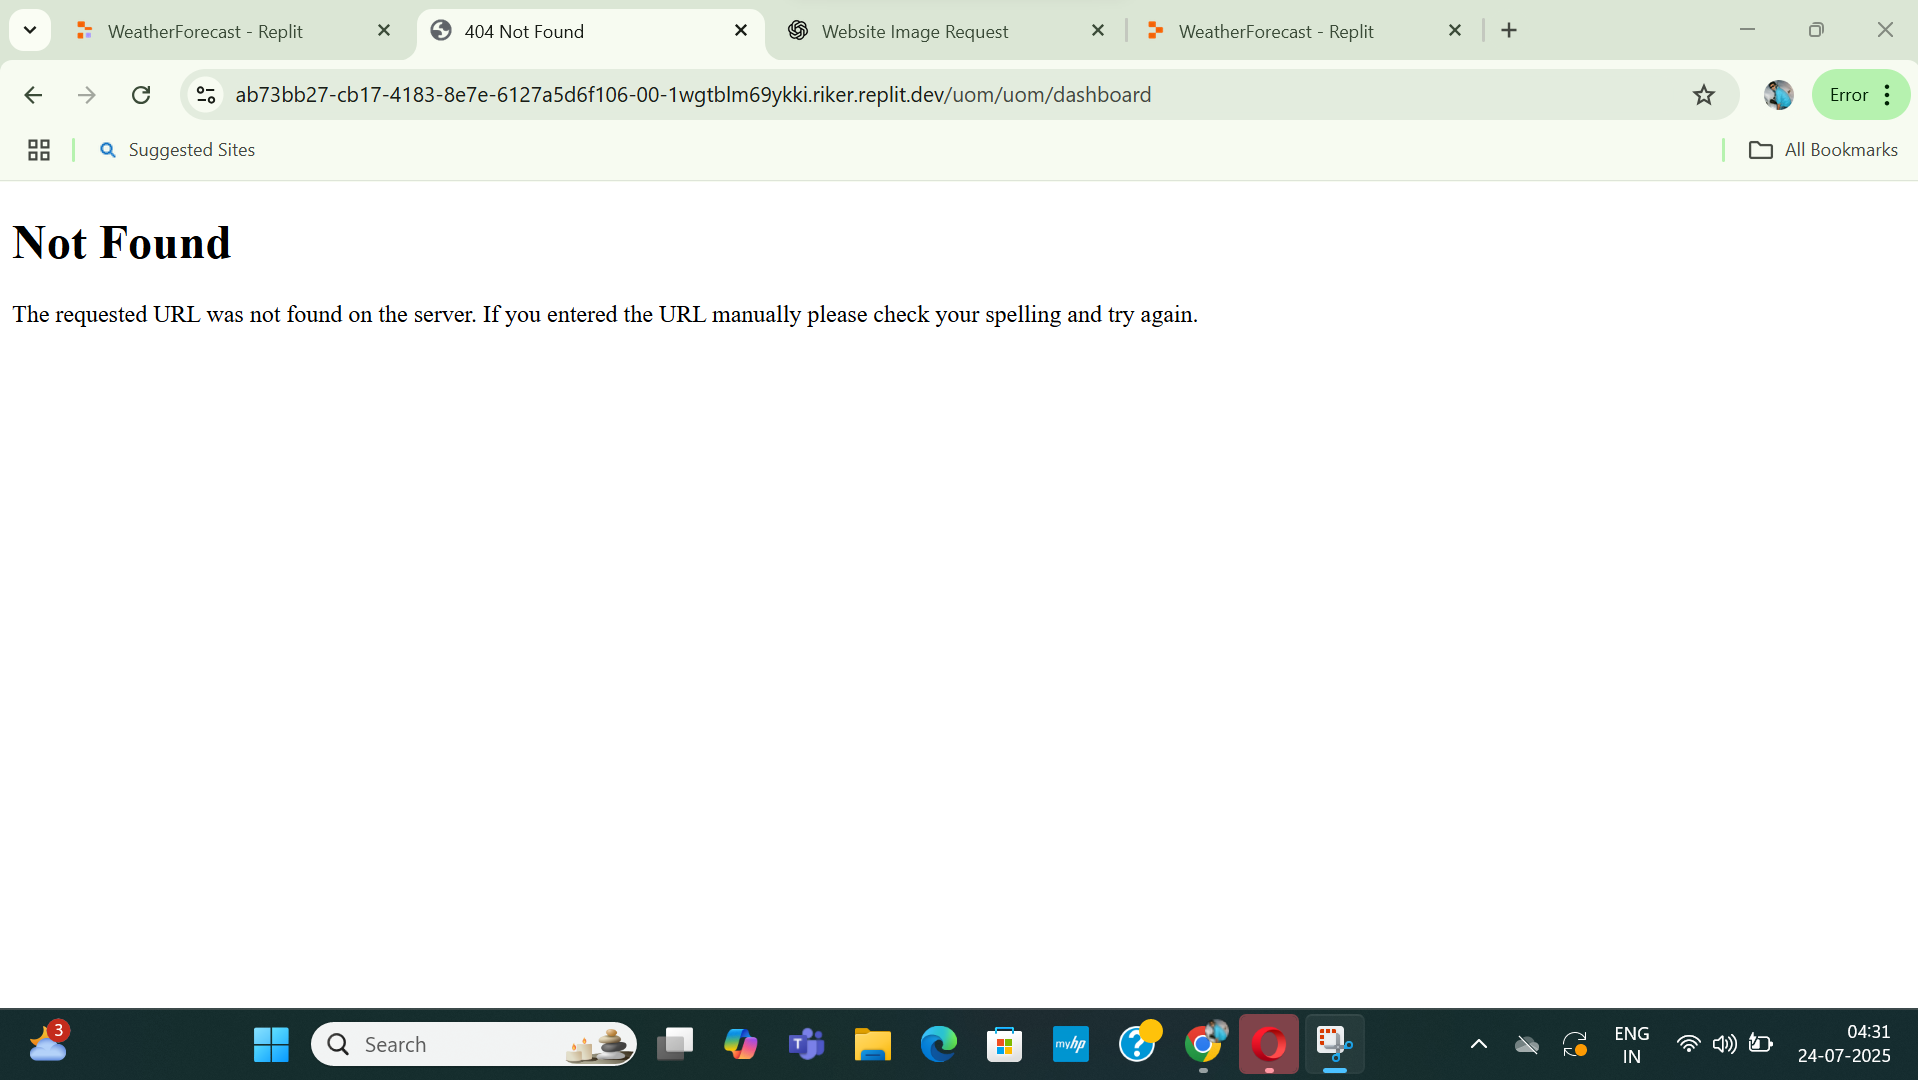 WeatherForecast - Replit
404 Not Found
Website Image Request
WeatherForecast - Replit
ab73bb27-cb17-4183-8e7e-6127a5d6f106-00-1wgtblm69ykki.riker.replit.dev/uom/uom/dashboard
Error
Suggested Sites
All Bookmarks
Not Found
The requested URL was not found on the server. If you entered the URL manually please check your spelling and try again.
3
Search
T
myhp
?
ENG
IN
04:31
24-07-2025